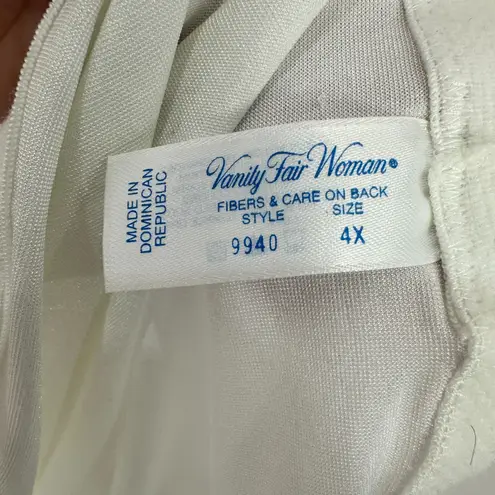 Vanity Fair Woman®
FIBERS & CARE ON BACK
STYLE SIZE
9940 4X
MADE IN
DOMINICAN
REPUBLIC